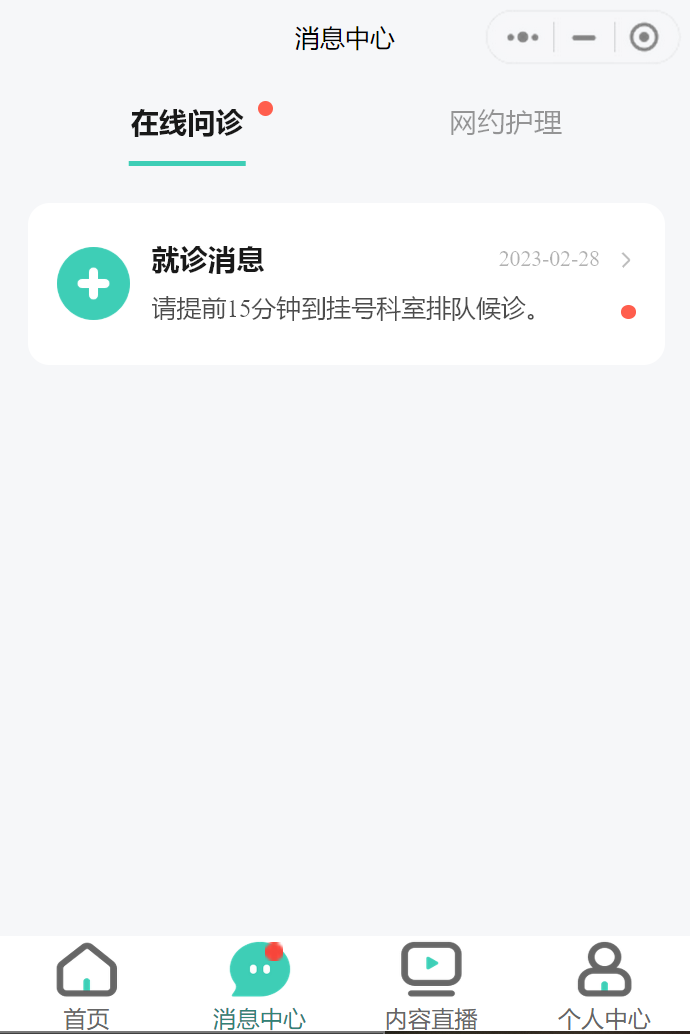 消息中心
在线问诊
网约护理
就诊消息
2023-02-28
请提前15分钟到挂号科室排队候诊。
首页
消息中心
内容直播
个人中心